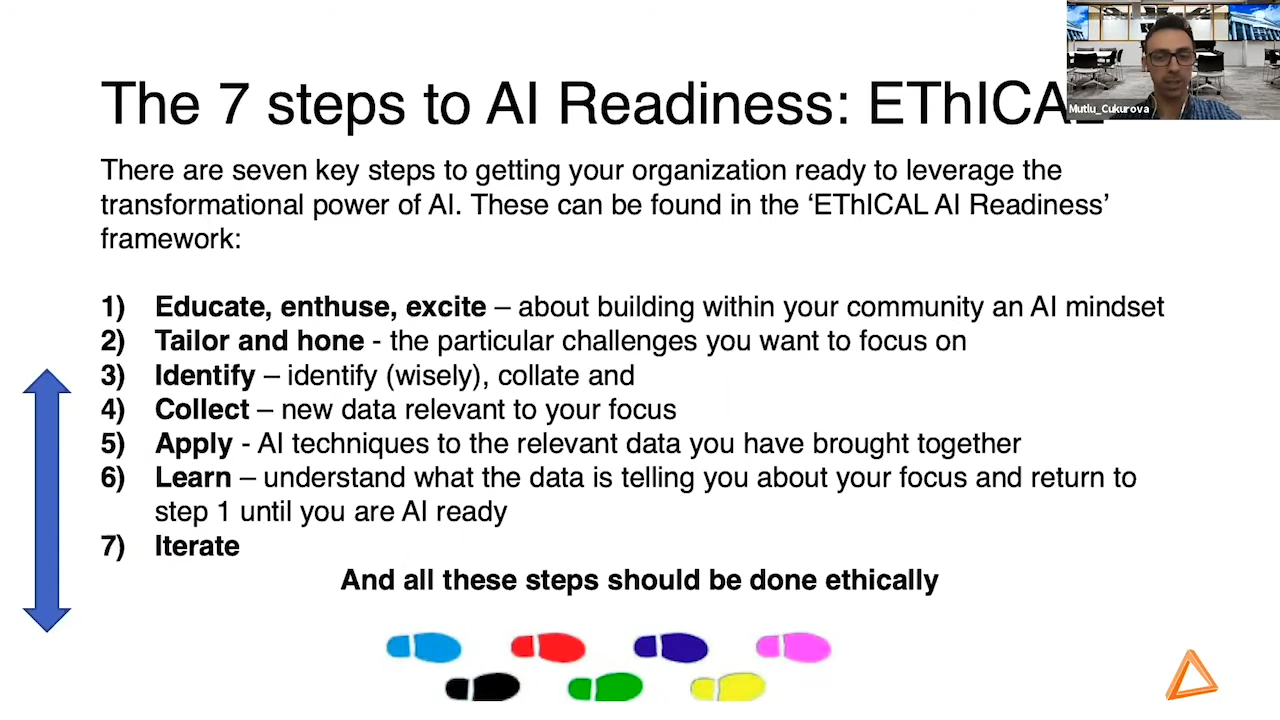 The 7 steps to AI Readiness: EThICAL
Mutlu_Cukurova
There are seven key steps to getting your organization ready to leverage the
transformational power of AI. These can be found in the ‘EThICAL AI Readiness’
framework:
1) Educate, enthuse, excite – about building within your community an AI mindset
2) Tailor and hone - the particular challenges you want to focus on
3) Identify – identify (wisely), collate and
4) Collect – new data relevant to your focus
5) Apply - AI techniques to the relevant data you have brought together
6) Learn – understand what the data is telling you about your focus and return to
step 1 until you are AI ready
7) Iterate
And all these steps should be done ethically